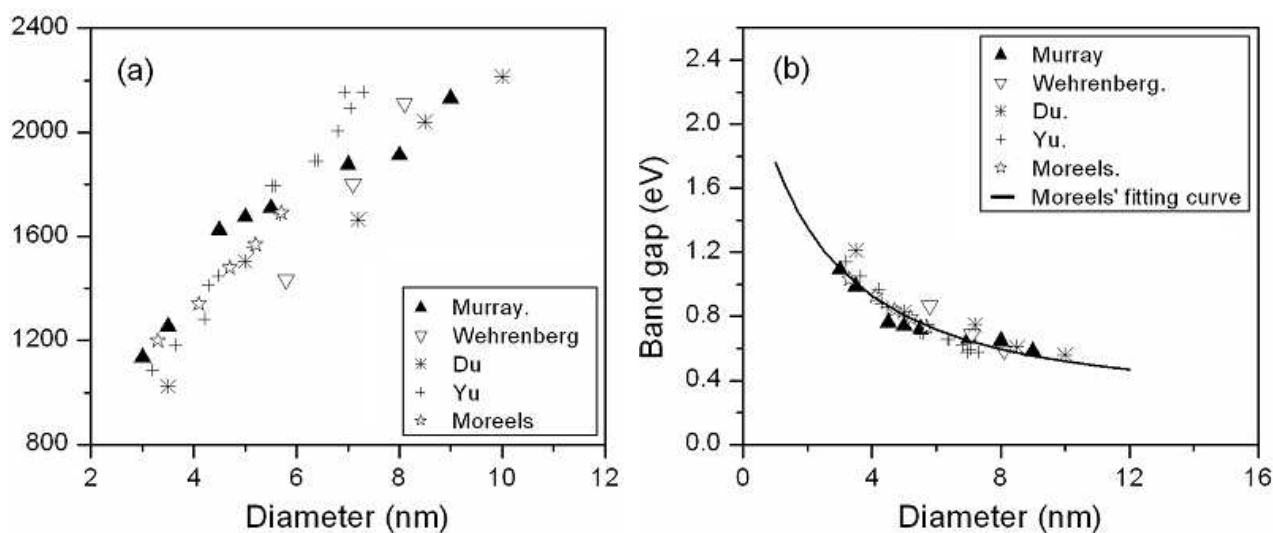 (a)
2400
2000
1600
1200
800
2 4 6 8 10 12
Diameter (nm)
Murray.
Wehrenberg
Du
Yu
Moreels
(b)
Band gap (eV)
2.4
2.0
1.6
1.2
0.8
0.4
0.0
0 4 8 12 16
Diameter (nm)
Murray
Wehrenberg.
Du.
Yu.
Moreels.
Moreels' fitting curve